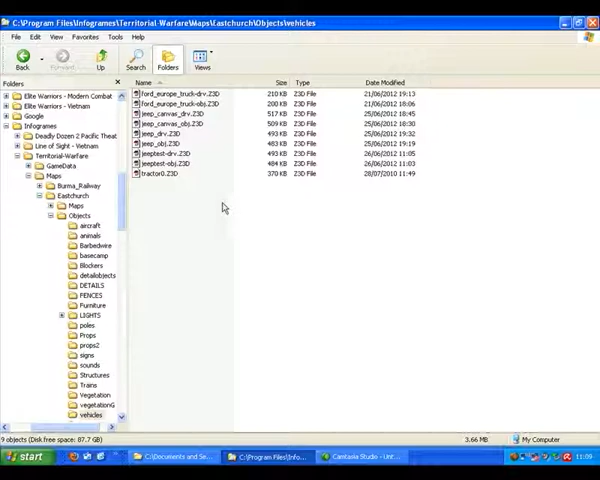 C:\Program Files\Infogrames\Territorial-Warfare\Maps\Eastchurch\Objects\vehicles
File Edit View Favorites Tools Help
Back Forward Up Search Folders Views
Folders
Name Size Type Date Modified
Elite Warriors - Modern Combat
Elite Warriors - Vietnam
Google
Infogrames
Deadly Dozen 2 Pacific Theat
Line of Sight - Vietnam
Territorial-Warfare
GameData
Maps
Burma_Railway
Eastchurch
Maps
Objects
aircraft
animals
Barbedwire
basecamp
Blockers
detailobjects
DETAILS
FENCES
Furniture
LIGHTS
poles
Props
props2
signs
sounds
Structures
Trains
Vegetation
vegetationG
vehicles
ford_europe_truck-drv.Z3D 210 KB Z3D File 21/06/2012 19:13
ford_europe_truck-obj.Z3D 200 KB Z3D File 21/06/2012 18:06
jeep_canvas_drv.Z3D 517 KB Z3D File 25/06/2012 18:45
jeep_canvas_obj.Z3D 509 KB Z3D File 25/06/2012 18:30
jeep_drv.Z3D 493 KB Z3D File 25/06/2012 19:32
jeep_obj.Z3D 483 KB Z3D File 25/06/2012 19:19
jeeptest-drv.Z3D 493 KB Z3D File 26/06/2012 11:05
jeeptest-obj.Z3D 484 KB Z3D File 26/06/2012 11:03
tractor0.Z3D 370 KB Z3D File 28/07/2010 11:49
9 objects (Disk free space: 87.7 GB) 3.66 MB My Computer
start C:\Documents and Se... C:\Program Files\Info... Camtasia Studio - Unt... 11:09